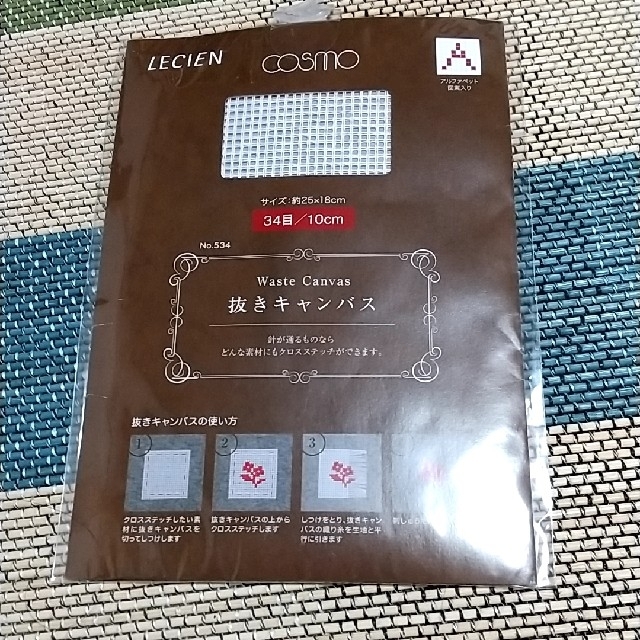 LECIEN
COSMO
アルファベット
図案入り
サイズ:約25×18cm
34目/10cm
No.534
Waste Canvas
抜きキャンバス
針が通るものなら
どんな素材にもクロスステッチができます。
抜きキャンバスの使い方
1
2
3
クロスステッチしたい素
材に抜きキャンバスを
切ってしつけします
抜きキャンバスの上から
クロスステッチします
しつけをとり、抜きキャン
バスの織り糸を生地と平
行に引きます
刺し